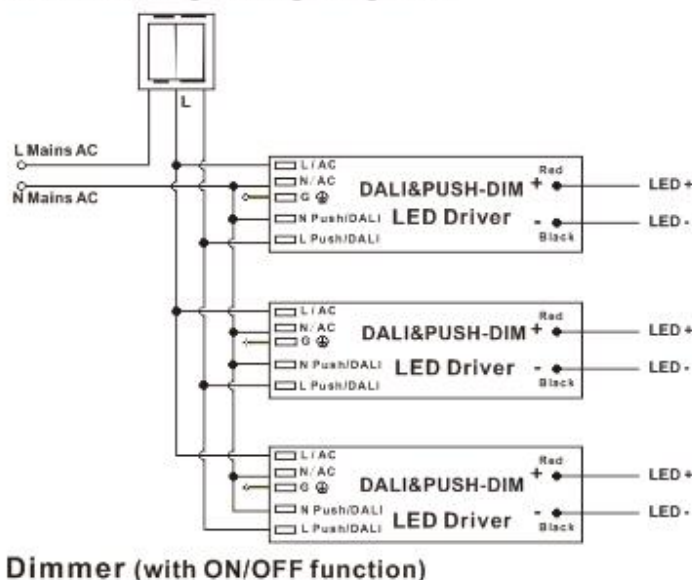 L
L Mains AC
N Mains AC
L/AC
N/AC
G
N Push/DALI
L Push/DALI
DALI&PUSH-DIM
LED Driver
Red
+
-
Black
LED +
LED -
L/AC
N/AC
G
N Push/DALI
L Push/DALI
DALI&PUSH-DIM
LED Driver
Red
+
-
Black
LED +
LED -
L/AC
N/AC
G
N Push/DALI
L Push/DALI
DALI&PUSH-DIM
LED Driver
Red
+
-
Black
LED +
LED -
Dimmer (with ON/OFF function)